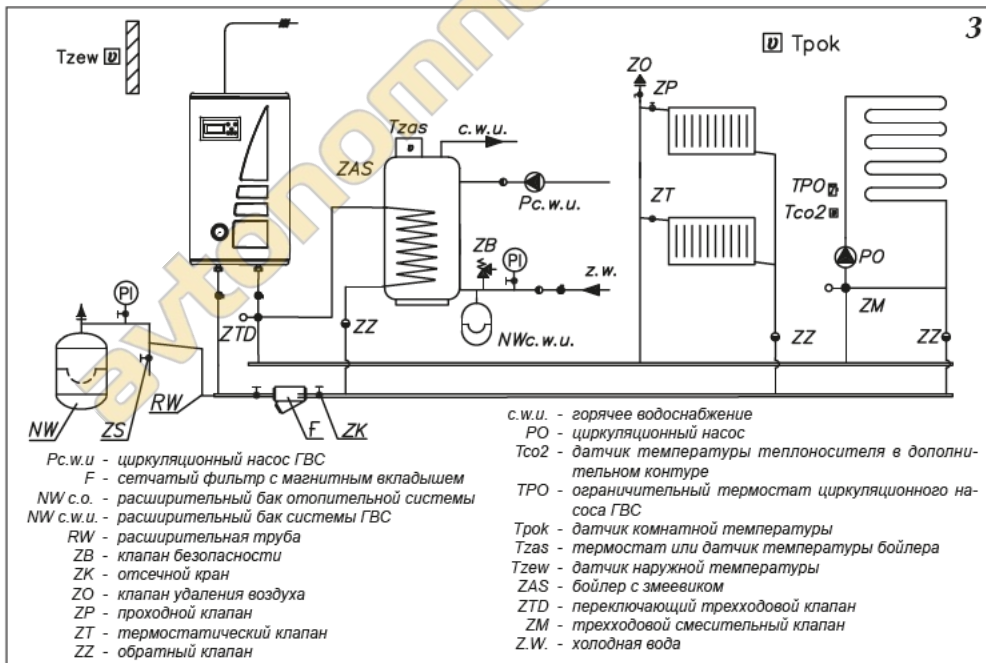 3
Tzew
υ
υ Tpok
ZO
ZP
Tzas
υ
c.w.u.
ZAS
Pc.w.u.
ZT
TPO
Tco2
ZB
PI
z.w.
PO
PI
ZTD
ZZ
NWc.w.u.
ZM
ZZ
ZZ
RW
NW
ZS
F
ZK
Pc.w.u - циркуляционный насос ГВС
F - сетчатый фильтр с магнитным вкладышем
NW c.o. - расширительный бак отопительной системы
NW c.w.u. - расширительный бак системы ГВС
RW - расширительная труба
ZB - клапан безопасности
ZK - отсечной кран
ZO - клапан удаления воздуха
ZP - проходной клапан
ZT - термостатический клапан
ZZ - обратный клапан
c.w.u. - горячее водоснабжение
PO - циркуляционный насос
Tco2 - датчик температуры теплоносителя в дополни-
тельном контуре
TPO - ограничительный термостат циркуляционного на-
соса ГВС
Tpok - датчик комнатной температуры
Tzas - термостат или датчик температуры бойлера
Tzew - датчик наружной температуры
ZAS - бойлер с змеевиком
ZTD - переключающий трехходовой клапан
ZM - трехходовой смесительный клапан
Z.W. - холодная вода